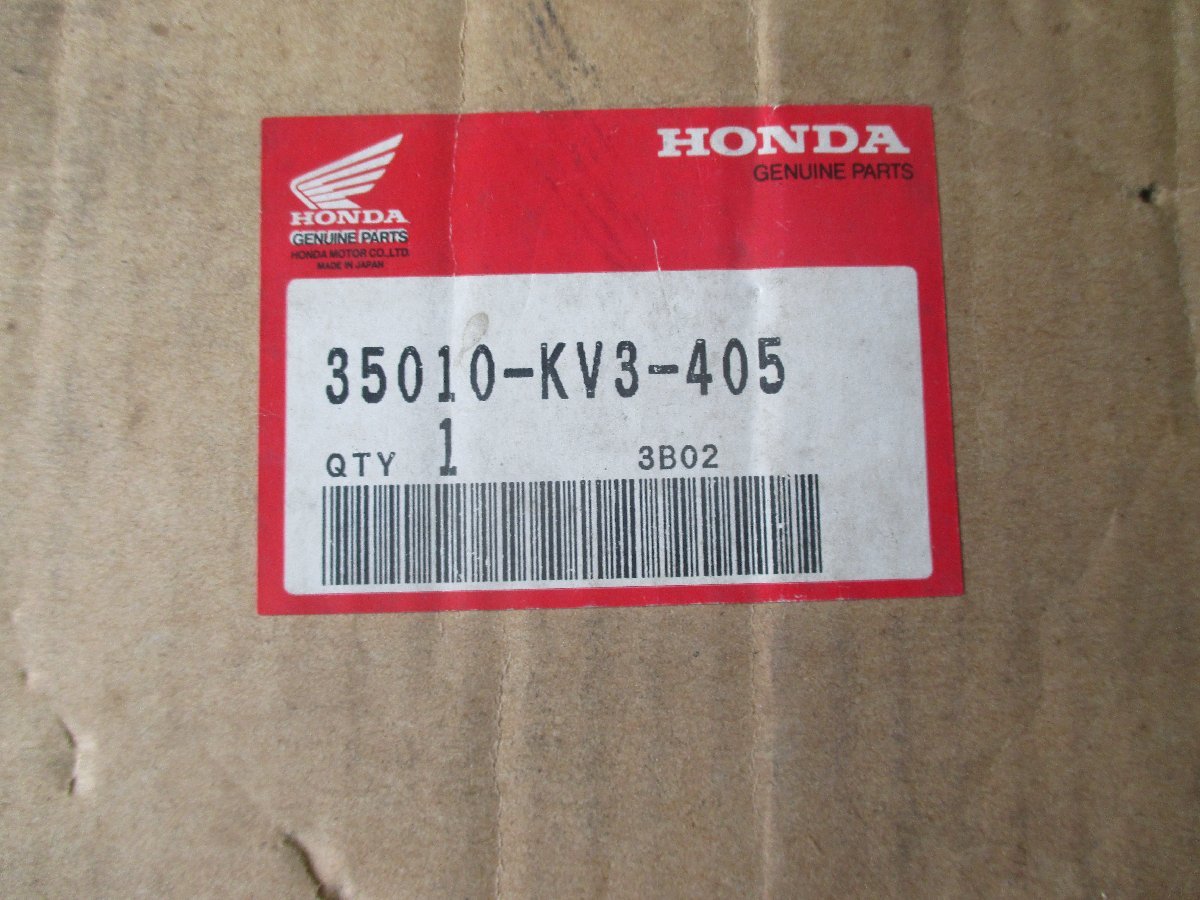 HONDA
GENUINE PARTS
HONDA MOTOR CO.,LTD.
MADE IN JAPAN
HONDA
GENUINE PARTS
35010-KV3-405
QTY 1 3B02